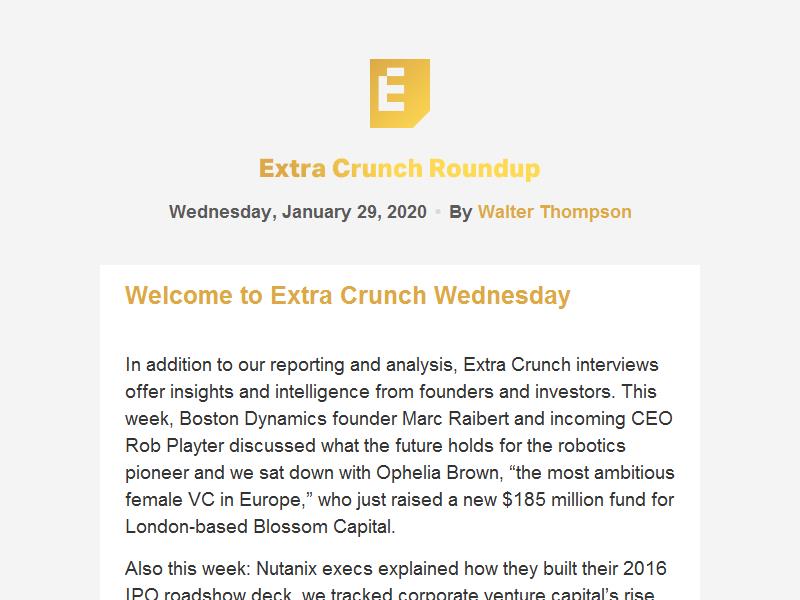 E
Extra Crunch Roundup
Wednesday, January 29, 2020 • By Walter Thompson
Welcome to Extra Crunch Wednesday
In addition to our reporting and analysis, Extra Crunch interviews
offer insights and intelligence from founders and investors. This
week, Boston Dynamics founder Marc Raibert and incoming CEO
Rob Playter discussed what the future holds for the robotics
pioneer and we sat down with Ophelia Brown, “the most ambitious
female VC in Europe,” who just raised a new $185 million fund for
London-based Blossom Capital.
Also this week: Nutanix execs explained how they built their 2016
IPO roadshow deck, we tracked corporate venture capital’s rise